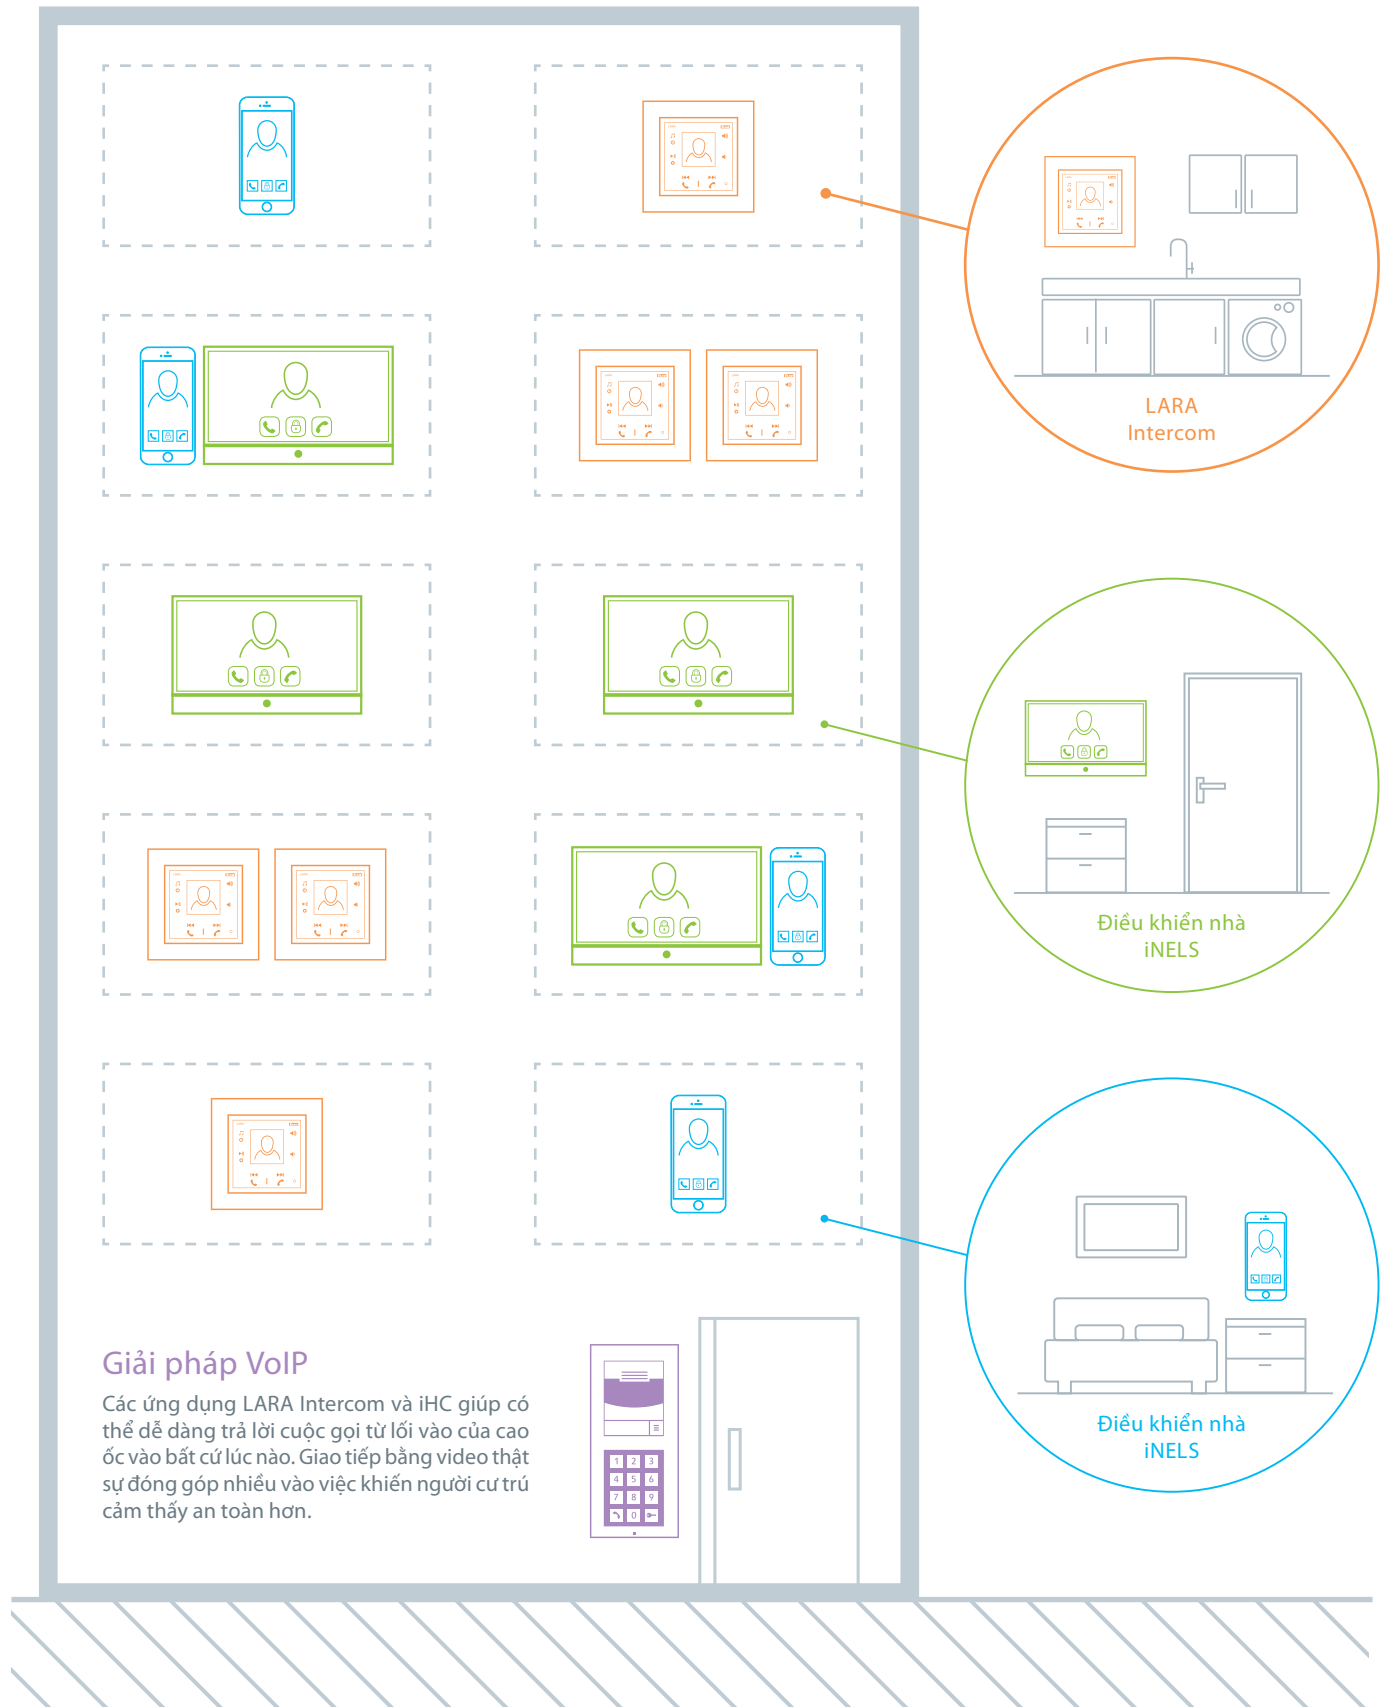 LARA
Intercom
Điều khiển nhà
iNELS
Điều khiển nhà
iNELS
Giải pháp VoIP
Các ứng dụng LARA Intercom và iHC giúp có
thể dễ dàng trả lời cuộc gọi từ lối vào của cao
ốc vào bất cứ lúc nào. Giao tiếp bằng video thật
sự đóng góp nhiều vào việc khiến người cư trú
cảm thấy an toàn hơn.
1 2 3
4 5 6
7 8 9
0